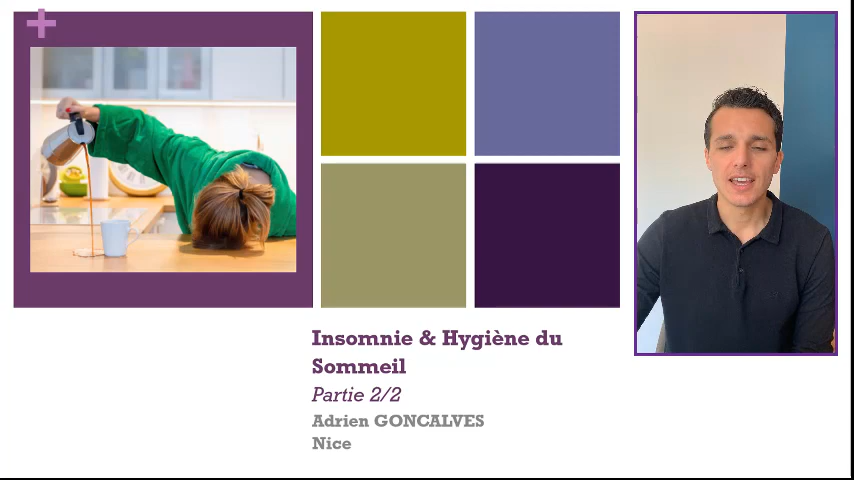 Insomnie & Hygiène du
Sommeil
Partie 2/2
Adrien GONCALVES
Nice